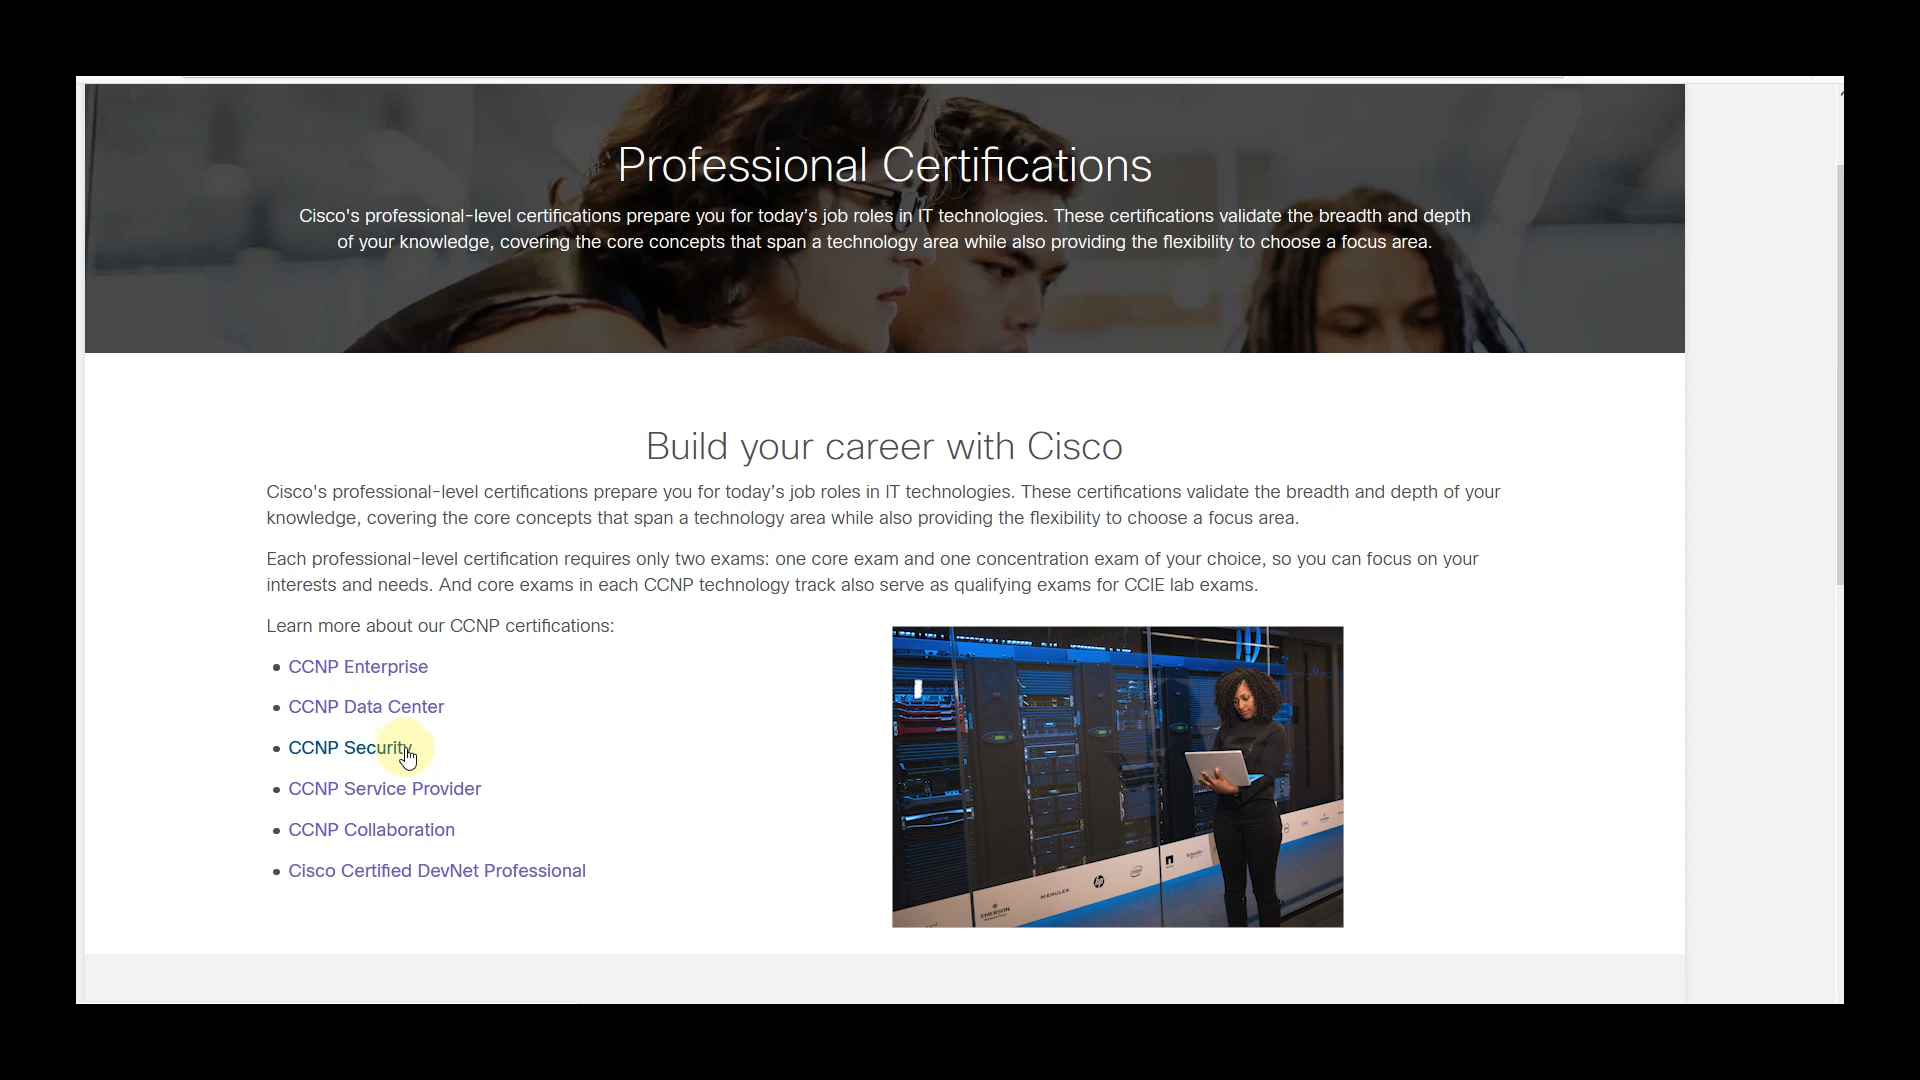 Professional Certifications
Cisco's professional-level certifications prepare you for today’s job roles in IT technologies. These certifications validate the breadth and depth
of your knowledge, covering the core concepts that span a technology area while also providing the flexibility to choose a focus area.
Build your career with Cisco
Cisco's professional-level certifications prepare you for today’s job roles in IT technologies. These certifications validate the breadth and depth of your
knowledge, covering the core concepts that span a technology area while also providing the flexibility to choose a focus area.
Each professional-level certification requires only two exams: one core exam and one concentration exam of your choice, so you can focus on your
interests and needs. And core exams in each CCNP technology track also serve as qualifying exams for CCIE lab exams.
Learn more about our CCNP certifications:
CCNP Enterprise
CCNP Data Center
CCNP Security
CCNP Service Provider
CCNP Collaboration
Cisco Certified DevNet Professional
EMERSON
EMULEX
hp